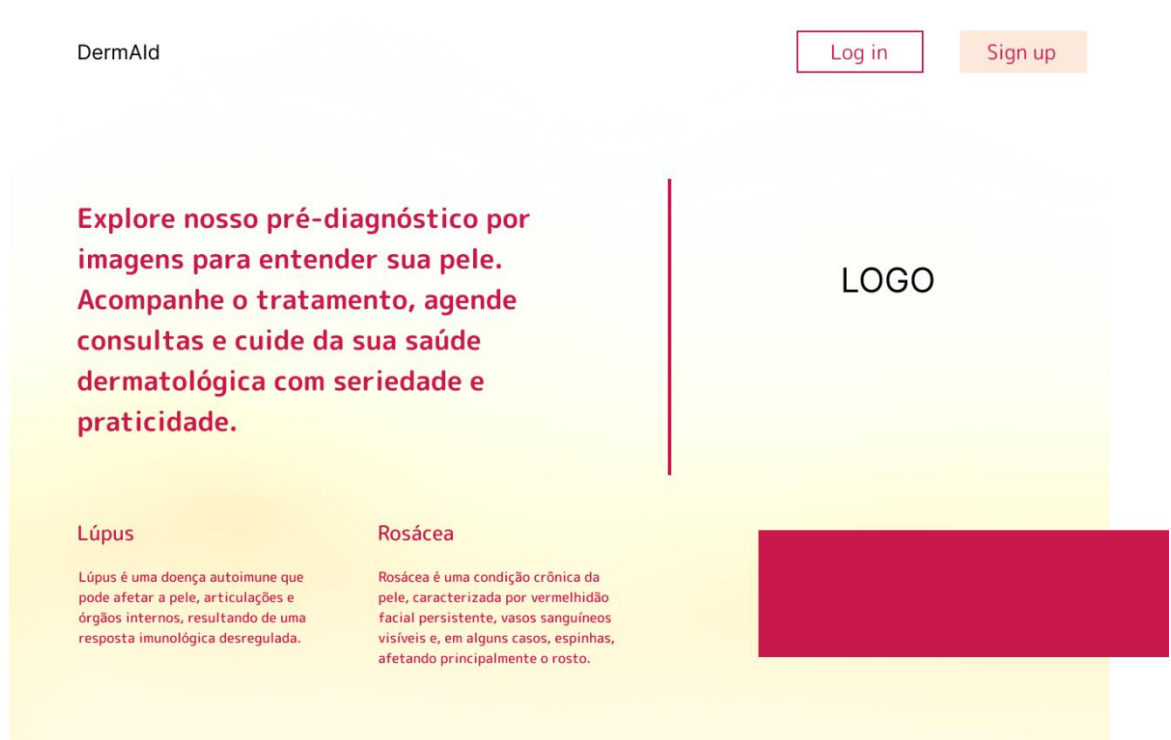 DermAId
Log in
Sign up
Explore nosso pré-diagnóstico por
imagens para entender sua pele.
Acompanhe o tratamento, agende
consultas e cuide da sua saúde
dermatológica com seriedade e
praticidade.
LOGO
Lúpus
Lúpus é uma doença autoimune que
pode afetar a pele, articulações e
órgãos internos, resultando de uma
resposta imunológica desregulada.
Rosácea
Rosácea é uma condição crônica da
pele, caracterizada por vermelhidão
facial persistente, vasos sanguíneos
visíveis e, em alguns casos, espinhas,
afetando principalmente o rosto.